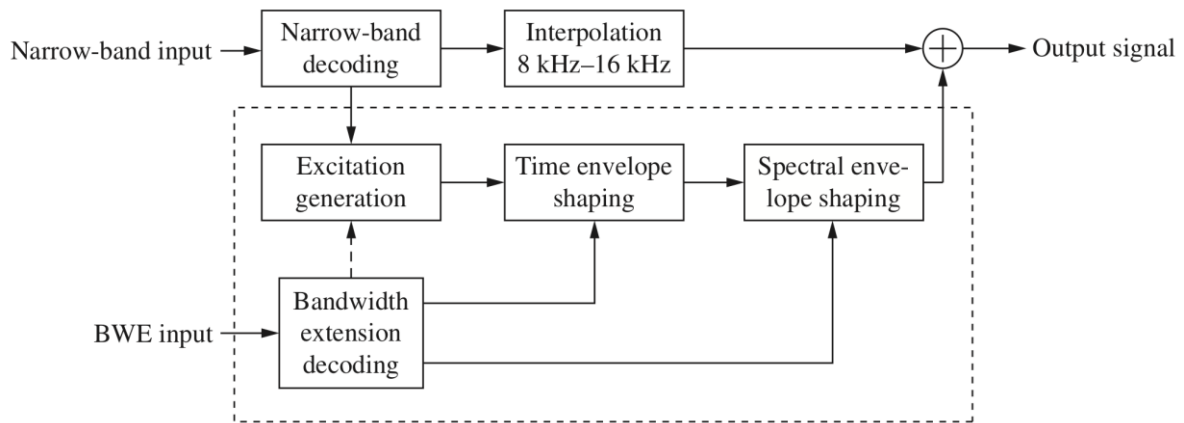 Narrow-band input
Narrow-band
decoding
Interpolation
8 kHz–16 kHz
+
Output signal
Excitation
generation
Time envelope
shaping
Spectral enve-
lope shaping
BWE input
Bandwidth
extension
decoding